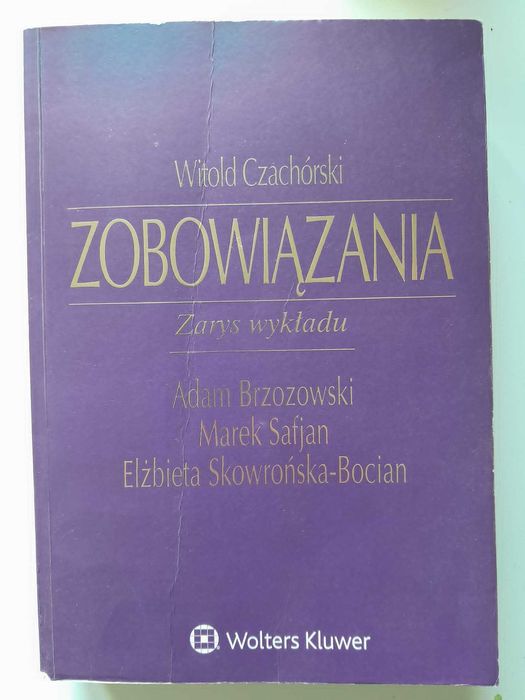 Witold Czachórski
ZOBOWIĄZANIA
Zarys wykładu
Adam Brzozowski
Marek Safjan
Elżbieta Skowrońska-Bocian
Wolters Kluwer